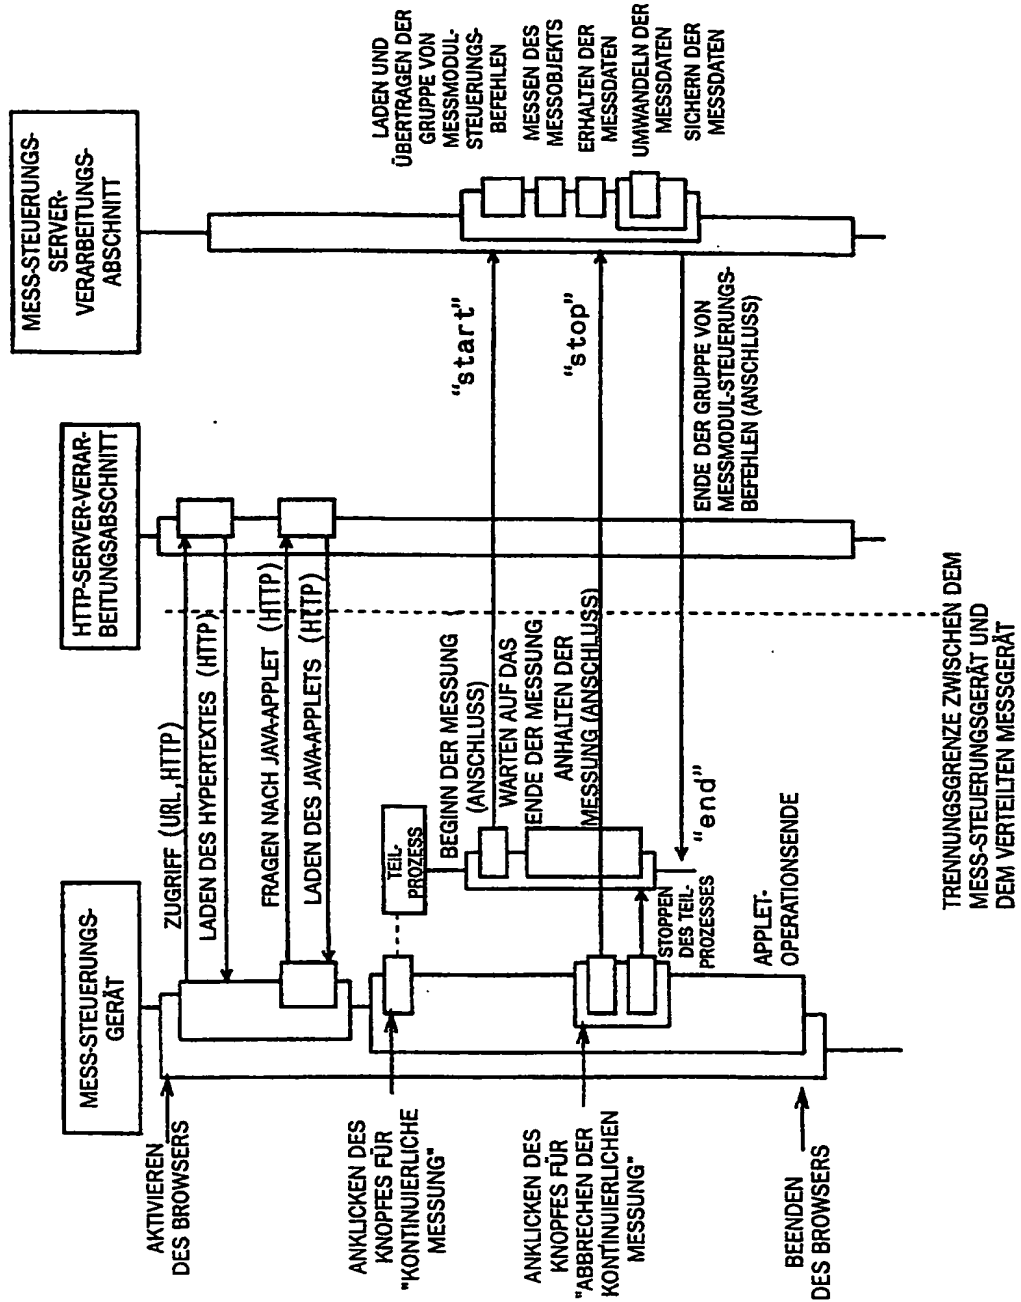 MESS-STEUERUNGS-
GERÄT
HTTP-SERVER-VERAR-
BEITUNGSABSCHNITT
MESS-STEUERUNGS-
SERVER-
VERARBEITUNGS-
ABSCHNITT
AKTIVIEREN
DES BROWSERS
ZUGRIFF (URL,HTTP)
LADEN DES HYPERTEXTES (HTTP)
FRAGEN NACH JAVA-APPLET (HTTP)
LADEN DES JAVA-APPLETS (HTTP)
ANKLICKEN DES
KNOPFES FÜR
"KONTINUIERLICHE
MESSUNG"
TEIL-
PROZESS
BEGINN DER MESSUNG
(ANSCHLUSS)
"start"
WARTEN AUF DAS
ENDE DER MESSUNG
LADEN UND
ÜBERTRAGEN DER
GRUPPE VON
MESSMODUL-
STEUERUNGS-
BEFEHLEN
MESSEN DES
MESSOBJEKTS
ERHALTEN DER
MESSDATEN
UMWANDELN DER
MESSDATEN
SICHERN DER
MESSDATEN
ANKLICKEN DES
KNOPFES FÜR
"ABBRECHEN DER
KONTINUIERLICHEN
MESSUNG"
ANHALTEN DER
MESSUNG (ANSCHLUSS)
"stop"
STOPPEN
DES TEIL-
PROZESSES
"end"
ENDE DER GRUPPE VON
MESSMODUL-STEUERUNGS-
BEFEHLEN (ANSCHLUSS)
APPLET-
OPERATIONSENDE
BEENDEN
DES BROWSERS
TRENNUNGSGRENZE ZWISCHEN DEM
MESS-STEUERUNGSGERÄT UND
DEM VERTEILTEN MESSGERÄT